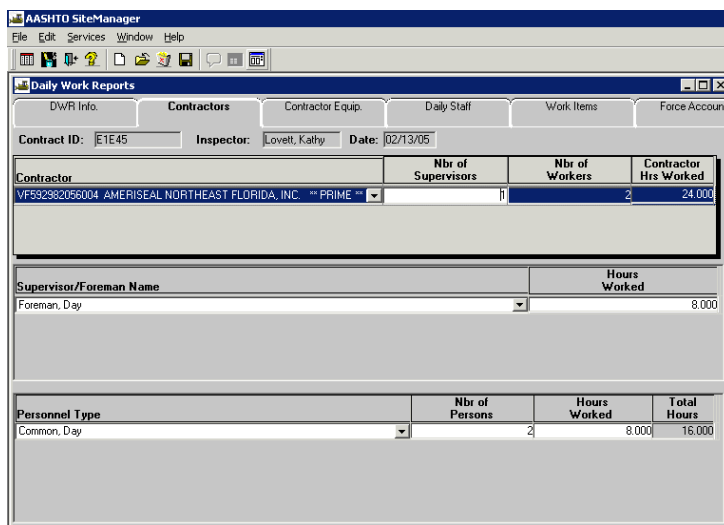 AASHTO SiteManager
File Edit Services Window Help
Daily Work Reports
DWR Info. Contractors Contractor Equip. Daily Staff Work Items Force Accoun
Contract ID: E1E45 Inspector: Lovett, Kathy Date: 02/13/05
Contractor Nbr of Supervisors Nbr of Workers Contractor Hrs Worked
VF592982056004 AMERISEAL NORTHEAST FLORIDA, INC. ** PRIME ** 1 2 24.000
Supervisor/Foreman Name Hours Worked
Foreman, Day 8.000
Personnel Type Nbr of Persons Hours Worked Total Hours
Common, Day 2 8.000 16.000